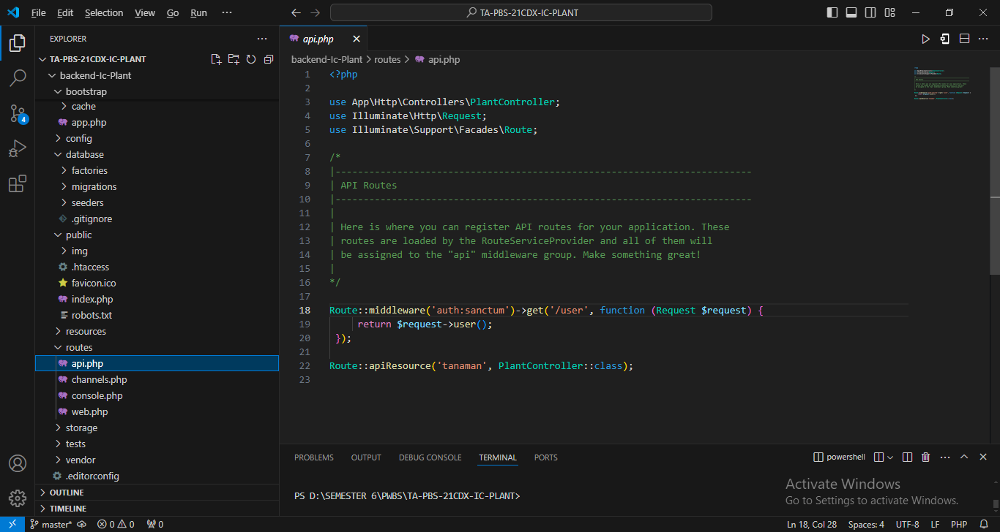 File Edit Selection View Go Run ···
TA-PBS-21CDX-IC-PLANT
EXPLORER
TA-PBS-21CDX-IC-PLANT
backend-Ic-Plant
bootstrap
cache
app.php
config
database
factories
migrations
seeders
.gitignore
public
img
.htaccess
favicon.ico
index.php
robots.txt
resources
routes
api.php
channels.php
console.php
web.php
storage
tests
vendor
.editorconfig
OUTLINE
TIMELINE
4
api.php
backend-Ic-Plant > routes > api.php
1 <?php
2
3 use App\Http\Controllers\PlantController;
4 use Illuminate\Http\Request;
5 use Illuminate\Support\Facades\Route;
6
7 /*
8 |--------------------------------------------------------------------------
9 | API Routes
10 |--------------------------------------------------------------------------
11 |
12 | Here is where you can register API routes for your application. These
13 | routes are loaded by the RouteServiceProvider and all of them will
14 | be assigned to the "api" middleware group. Make something great!
15 |
16 */
17
18 Route::middleware('auth:sanctum')->get('/user', function (Request $request) {
19 return $request->user();
20 });
21
22 Route::apiResource('tanaman', PlantController::class);
23
PROBLEMS OUTPUT DEBUG CONSOLE TERMINAL PORTS
powershell
PS D:\SEMESTER 6\PWBS\TA-PBS-21CDX-IC-PLANT>
Activate Windows
Go to Settings to activate Windows.
master* 0 0 0
Ln 18, Col 28 Spaces: 4 UTF-8 LF PHP